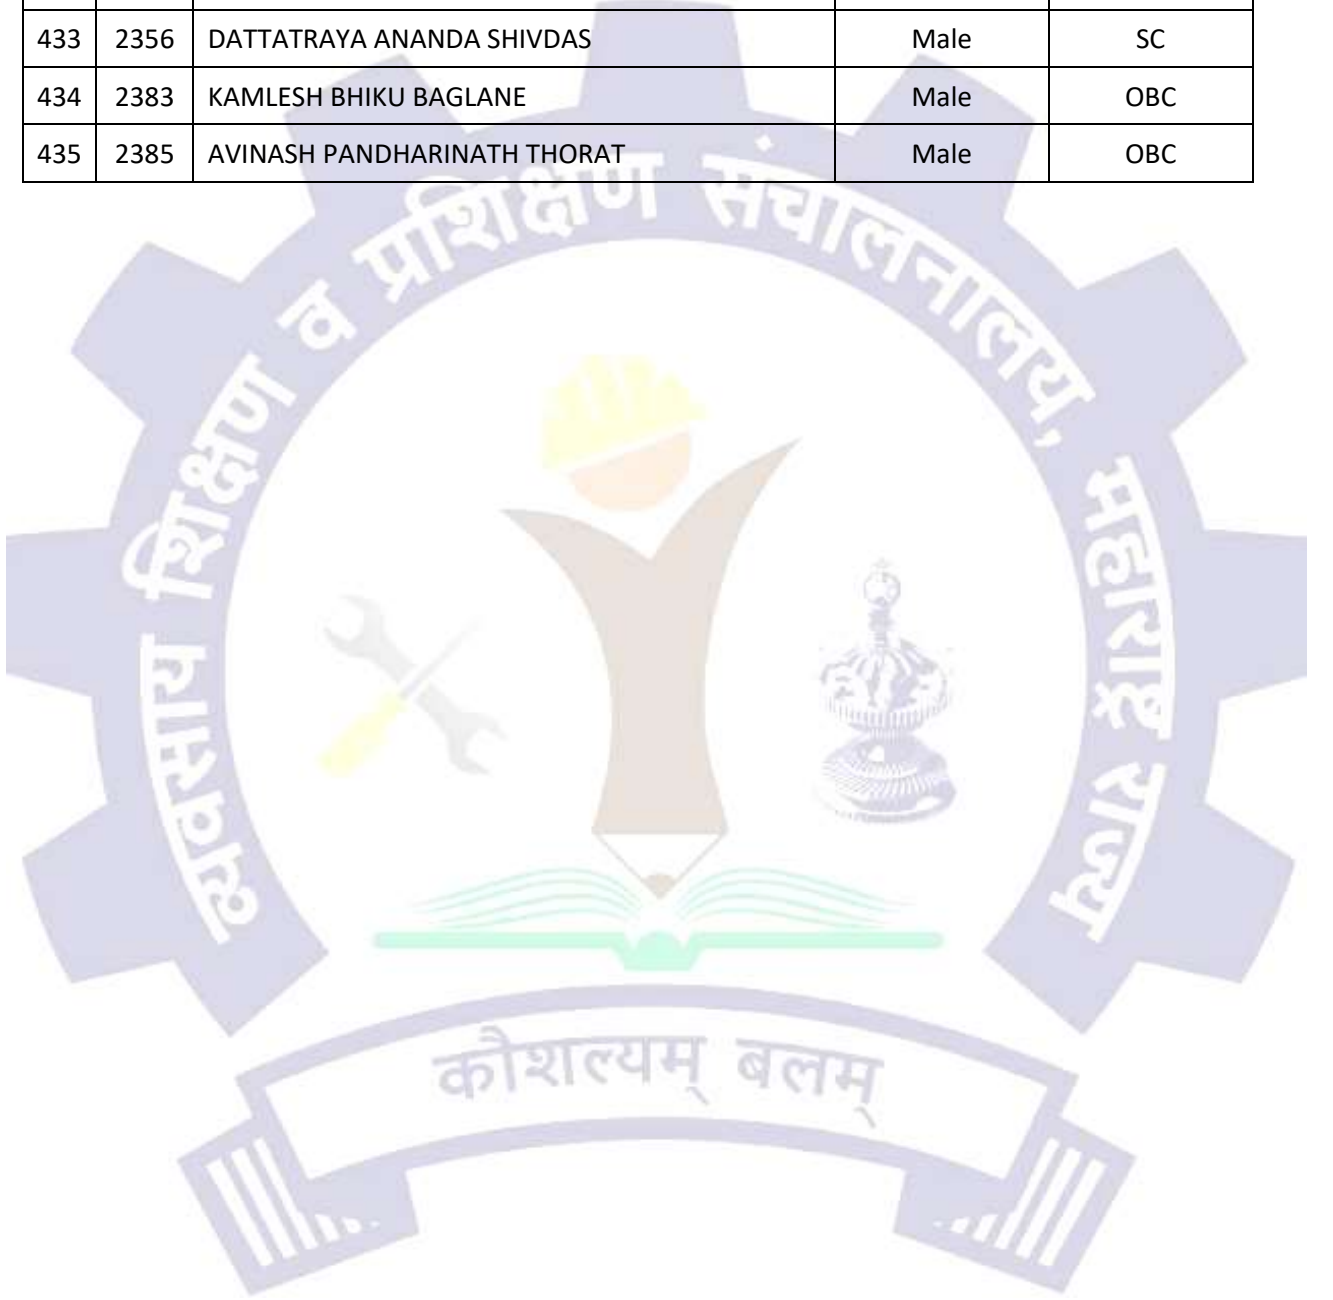 433 2356 DATTATRAYA ANANDA SHIVDAS Male SC
434 2383 KAMLESH BHIKU BAGLANE Male OBC
435 2385 AVINASH PANDHARINATH THORAT Male OBC
व्यवसाय शिक्षण व प्रशिक्षण संचालनालय, महाराष्ट्र राज्य
कौशल्यम् बलम्